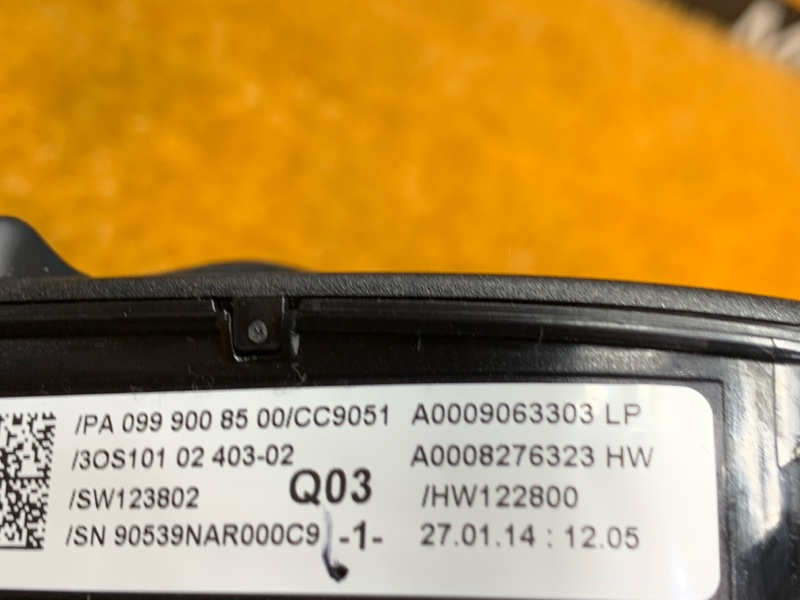 /PA 099 900 85 00/CC9051 A0009063303 LP
/3OS101 02 403-02 A0008276323 HW
/SW123802 Q03 /HW122800
/SN 90539NAR000C9 -1- 27.01.14 : 12.05